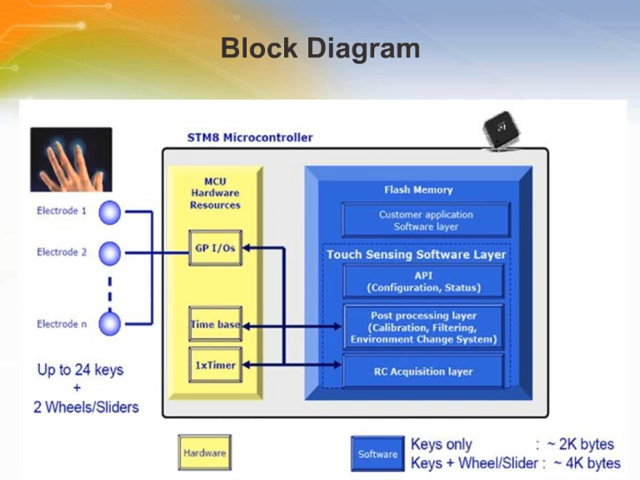 Block Diagram
STM8 Microcontroller
MCU
Hardware
Resources
Flash Memory
Customer application
Software layer
Electrode 1
Electrode 2
Electrode n
GP I/Os
Touch Sensing Software Layer
API
(Configuration, Status)
Time base
Post processing layer
(Calibration, Filtering,
Environment Change System)
1xTimer
RC Acquisition layer
Up to 24 keys
+
2 Wheels/Sliders
Hardware
Software
Keys only : ~ 2K bytes
Keys + Wheel/Slider : ~ 4K bytes